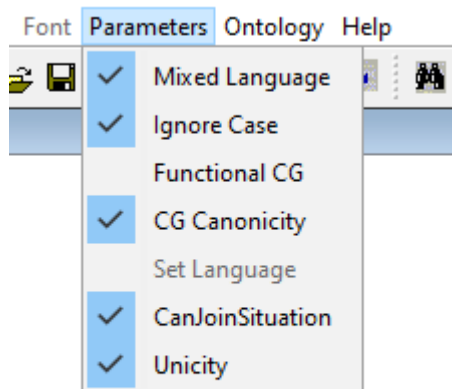 Font Parameters Ontology Help
Mixed Language
Ignore Case
Functional CG
CG Canonicity
Set Language
CanJoinSituation
Unicity